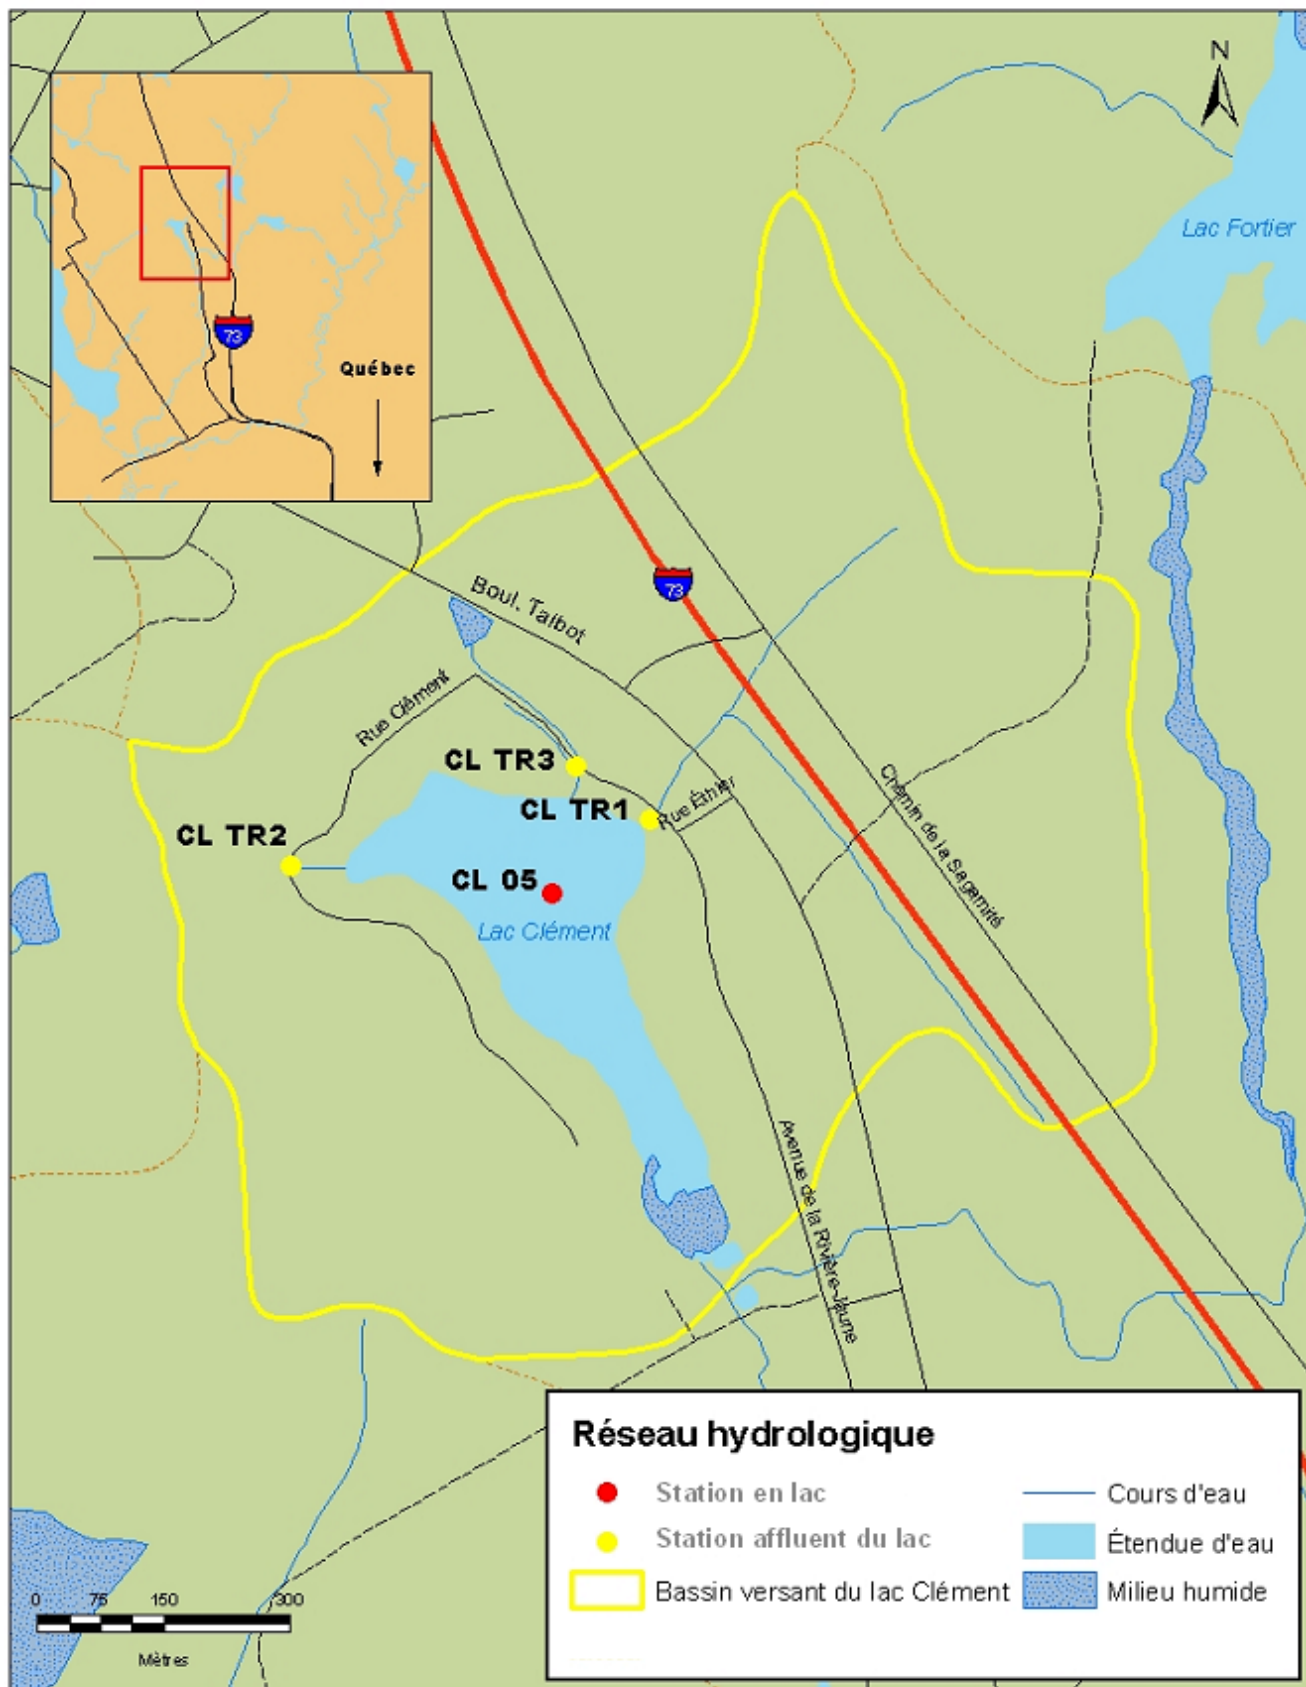 N
Lac Fortier
73
Québec
Boul. Talbot
73
Rue Clément
CL TR3
CL TR1
Rue Éthier
CL TR2
Chemin de la Sagamité
CL 05
Lac Clément
Avenue de la Rivière-Jaune
Réseau hydrologique
Station en lac
Cours d'eau
Station affluent du lac
Étendue d'eau
Bassin versant du lac Clément
Milieu humide
0 75 150 300
Mètres